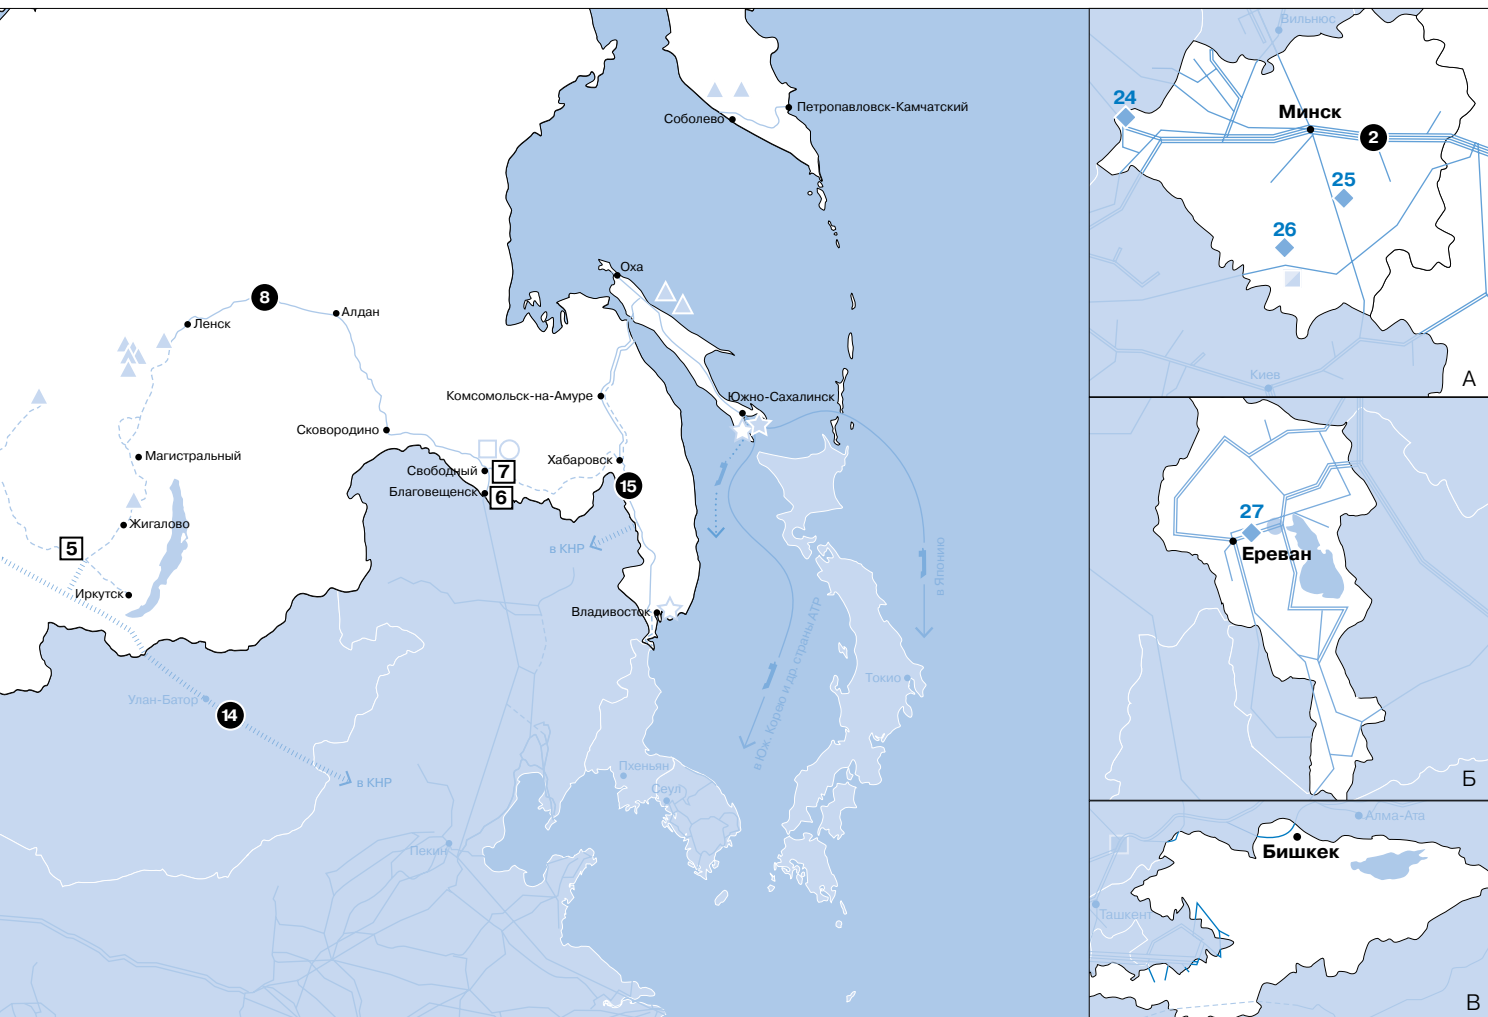 Соболево
Петропавловск-Камчатский
Оха
8
Ленск
Алдан
Комсомольск-на-Амуре
Южно-Сахалинск
Сковородино
Магистральный
Свободный
7
Хабаровск
15
Благовещенск
6
Жигалово
5
в КНР
в Японию
Иркутск
Владивосток
в Юж. Корею и др. страны АТР
Улан-Батор
14
Токио
в КНР
Пхеньян
Сеул
Пекин
Вильнюс
24
Минск
2
25
26
Киев
А
27
Ереван
Б
Алма-Ата
Бишкек
Ташкент
В